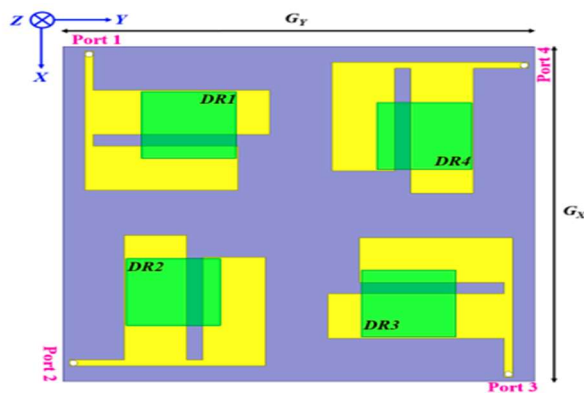 Z Y G_Y
Port 1
X
Port 4
DR1
DR4
G_X
DR2
DR3
Port 2
Port 3